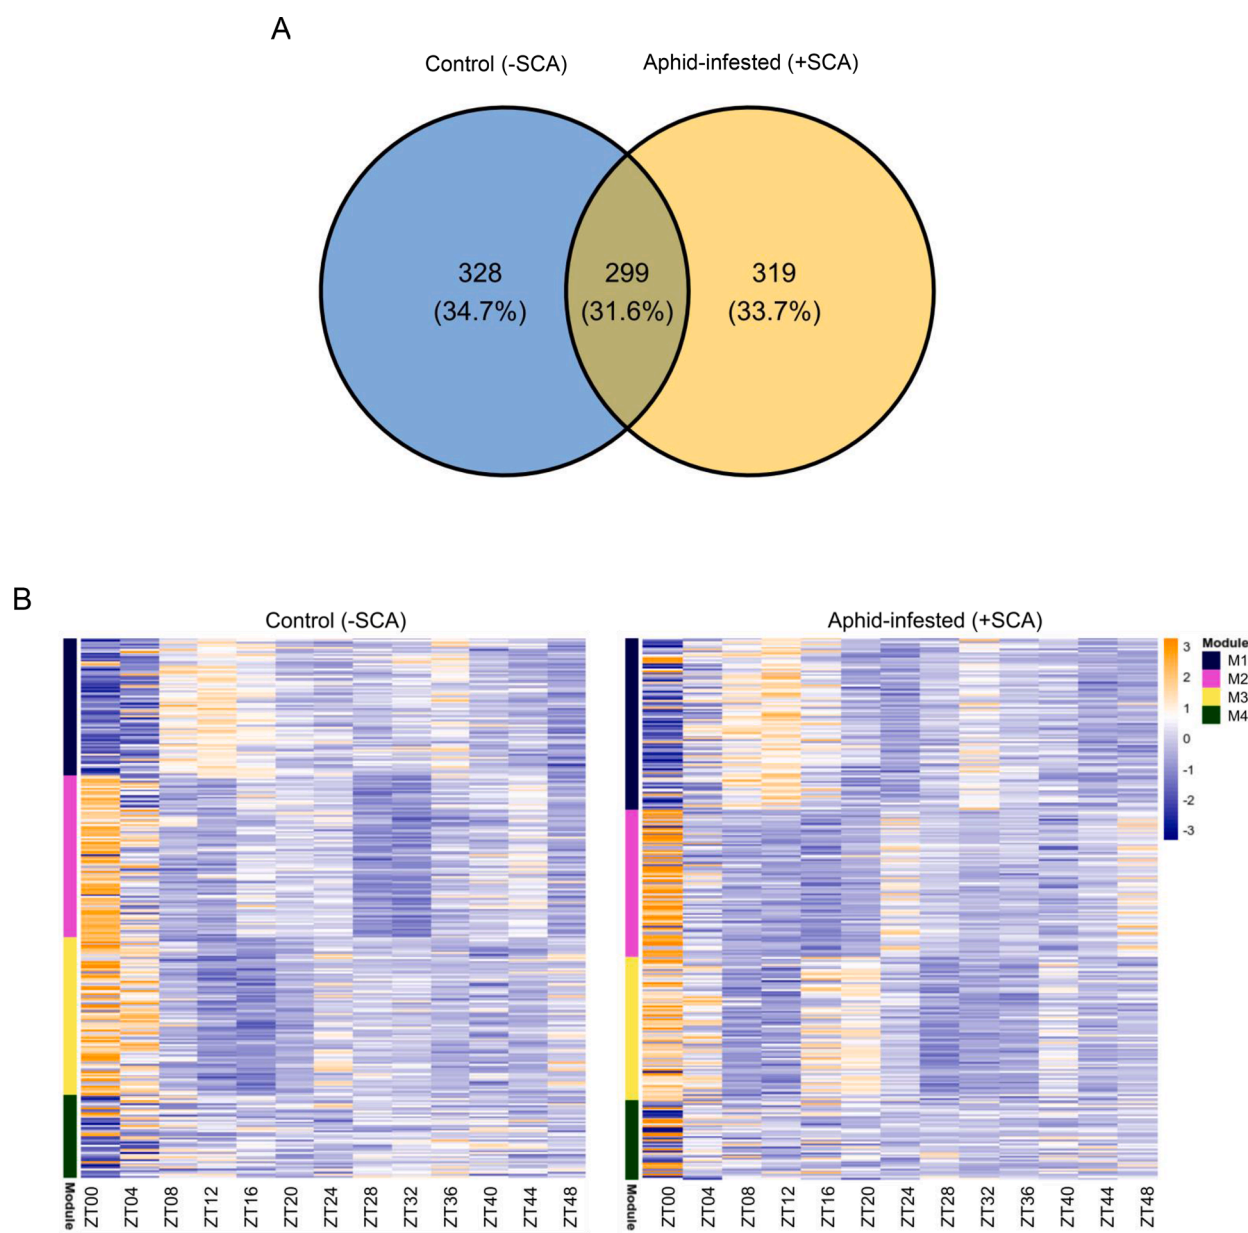 A
Control (-SCA)
Aphid-infested (+SCA)
328
(34.7%)
299
(31.6%)
319
(33.7%)
B
Control (-SCA)
Aphid-infested (+SCA)
3
2
1
0
-1
-2
-3
Module
M1
M2
M3
M4
Module
ZT00
ZT04
ZT08
ZT12
ZT16
ZT20
ZT24
ZT28
ZT32
ZT36
ZT40
ZT44
ZT48
Module
ZT00
ZT04
ZT08
ZT12
ZT16
ZT20
ZT24
ZT28
ZT32
ZT36
ZT40
ZT44
ZT48